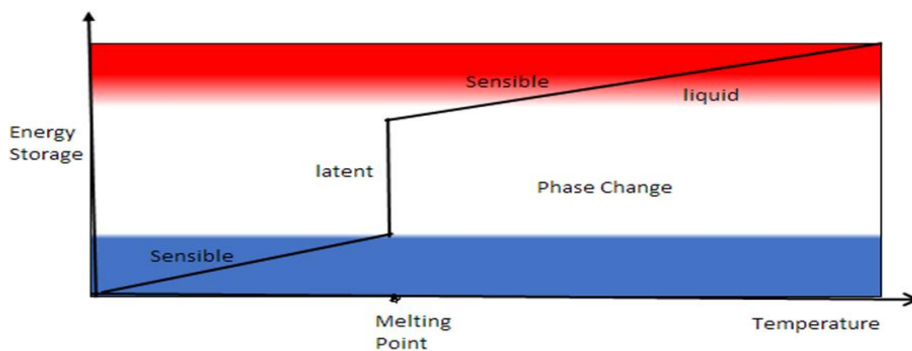 Sensible
liquid
Energy
Storage
latent
Phase Change
Sensible
Melting
Point
Temperature